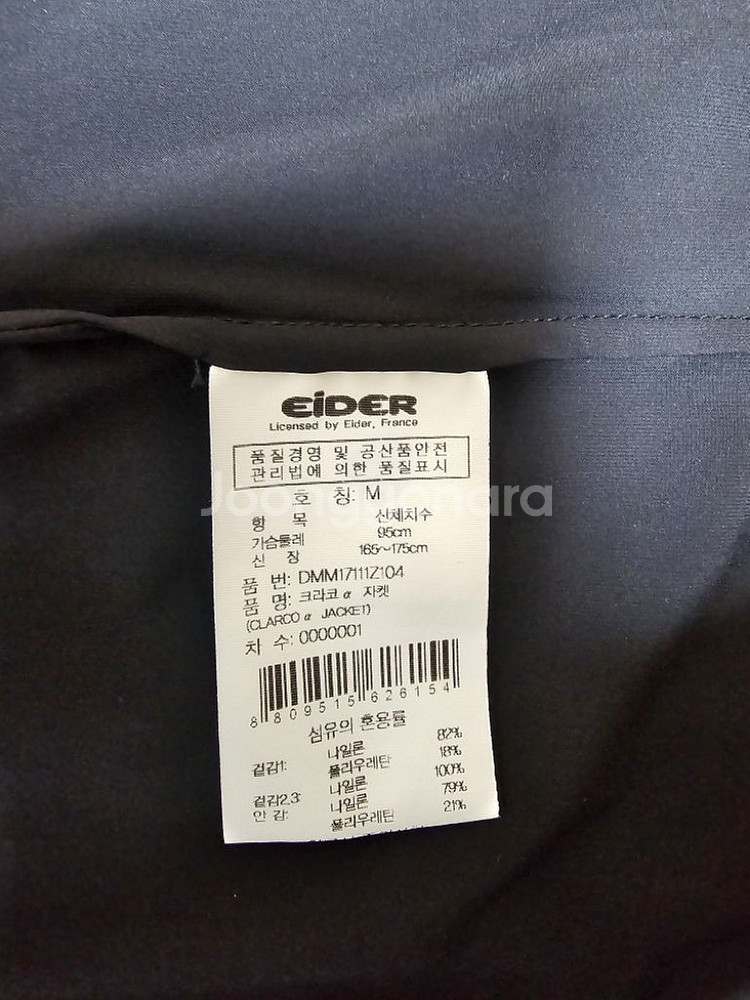 EiDER
Licensed by Eider, France
품질경영 및 공산품안전
관리법에 의한 품질표시
호 칭: M
항 목 신체치수
가슴둘레 95cm
신 장 165~175cm
품 번: DMM17111Z104
품 명: 크라코 α 자켓
(CLARCO α JACKET)
차 수: 0000001
8 809515 626154
섬유의 혼용률
겉감1: 나일론 82%
폴리우레탄 18%
겉감2,3: 나일론 100%
안 감: 나일론 79%
폴리우레탄 21%
Joonggonara